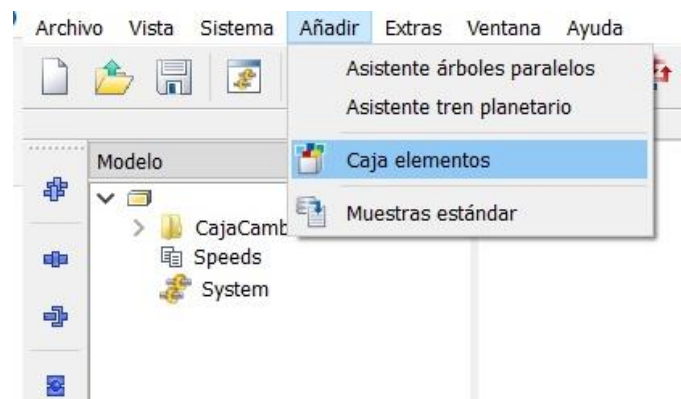 Archivo Vista Sistema Añadir Extras Ventana Ayuda
Asistente árboles paralelos
Asistente tren planetario
Caja elementos
Muestras estándar
Modelo
CajaCamb
Speeds
System